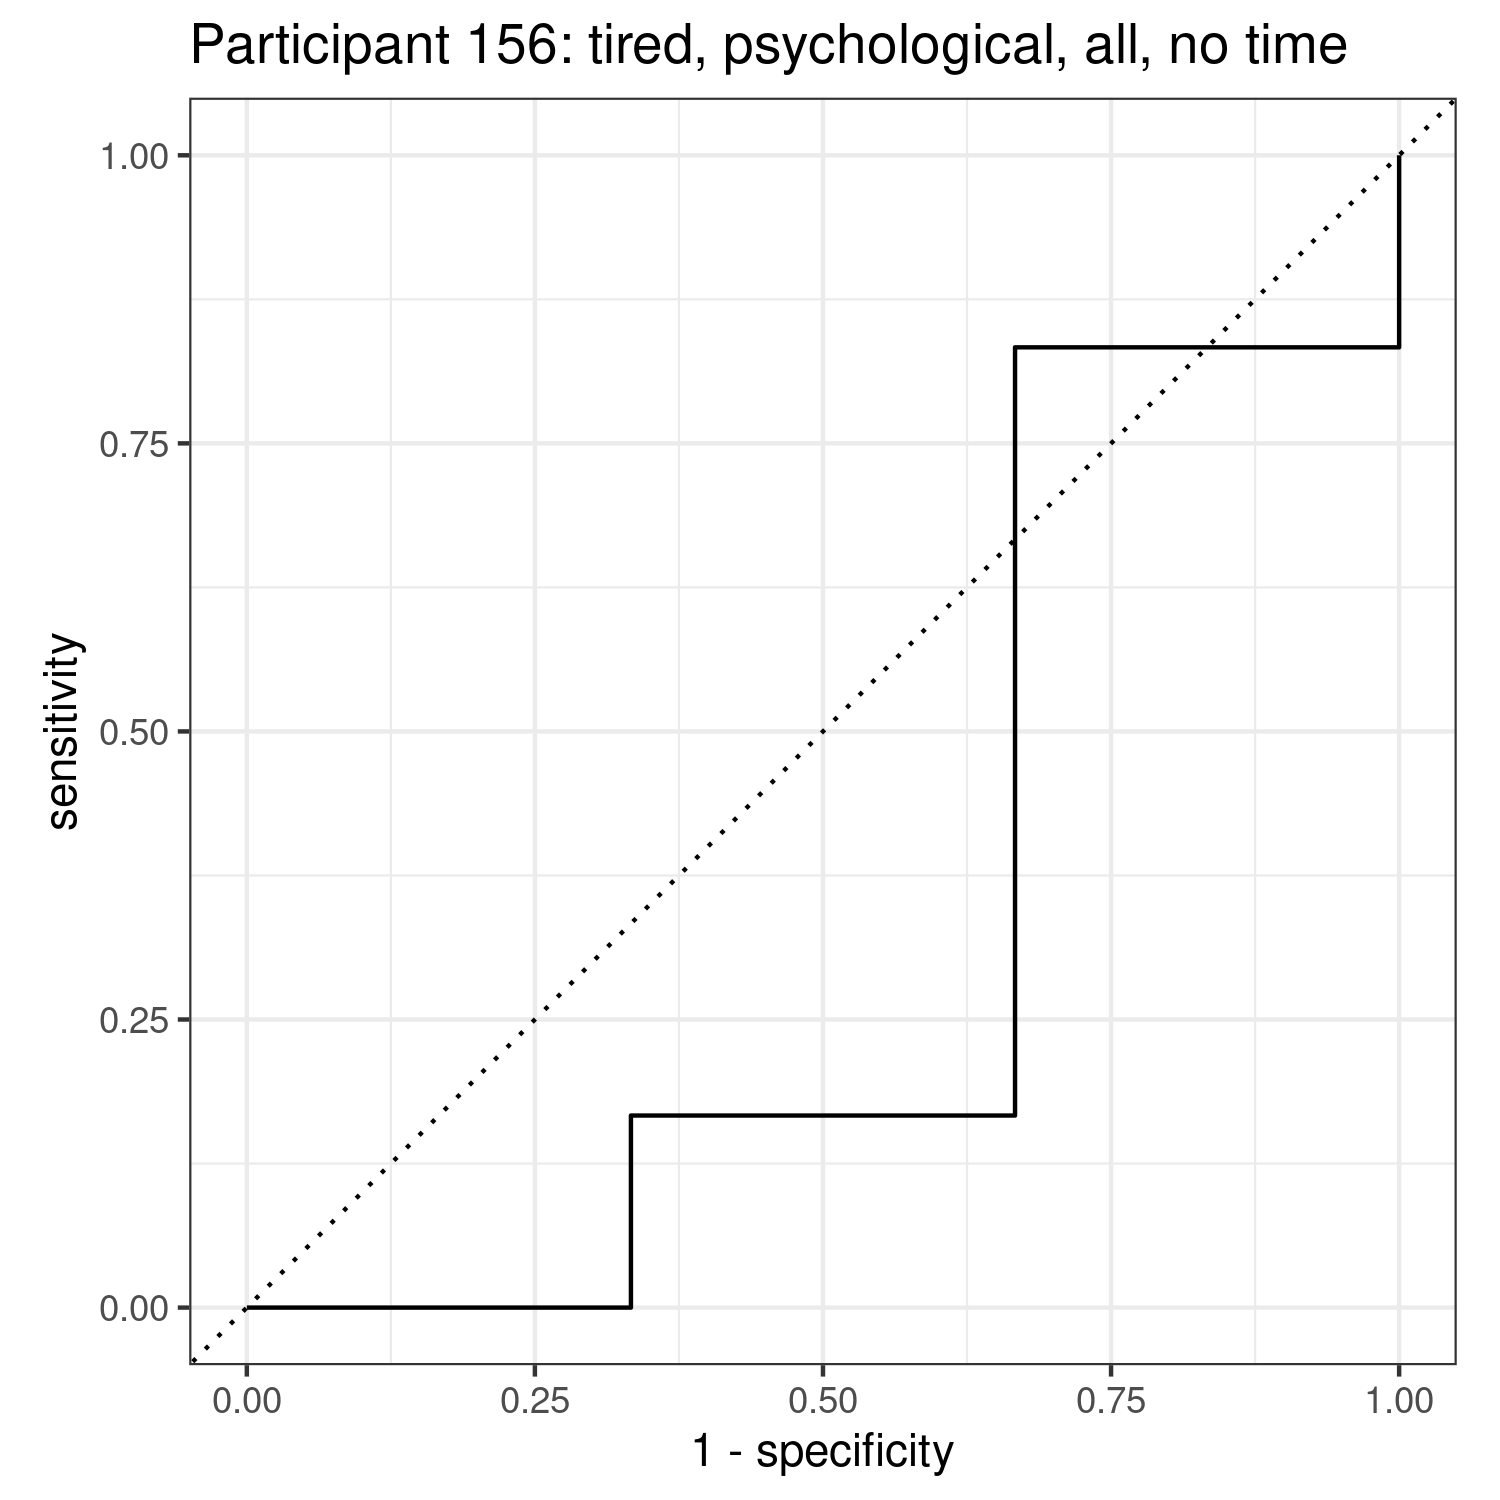 Participant 156: tired, psychological, all, no time
1.00
0.75
0.50
0.25
0.00
sensitivity
0.00 0.25 0.50 0.75 1.00
1 - specificity